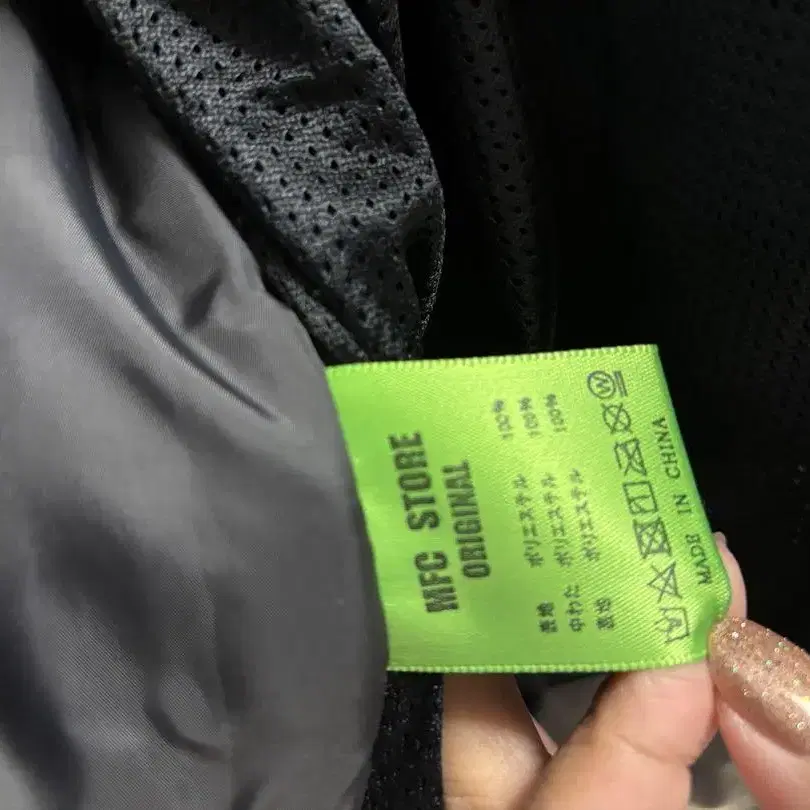 MFC STORE
ORIGINAL
表地 ポリエステル 100%
中わた ポリエステル 100%
裏地 ポリエステル 100%
MADE IN CHINA